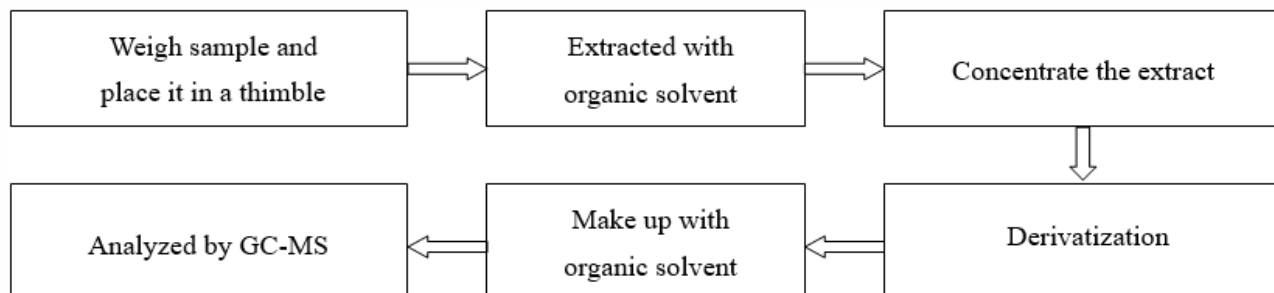 Weigh sample and
place it in a thimble
Extracted with
organic solvent
Concentrate the extract
Derivatization
Make up with
organic solvent
Analyzed by GC-MS